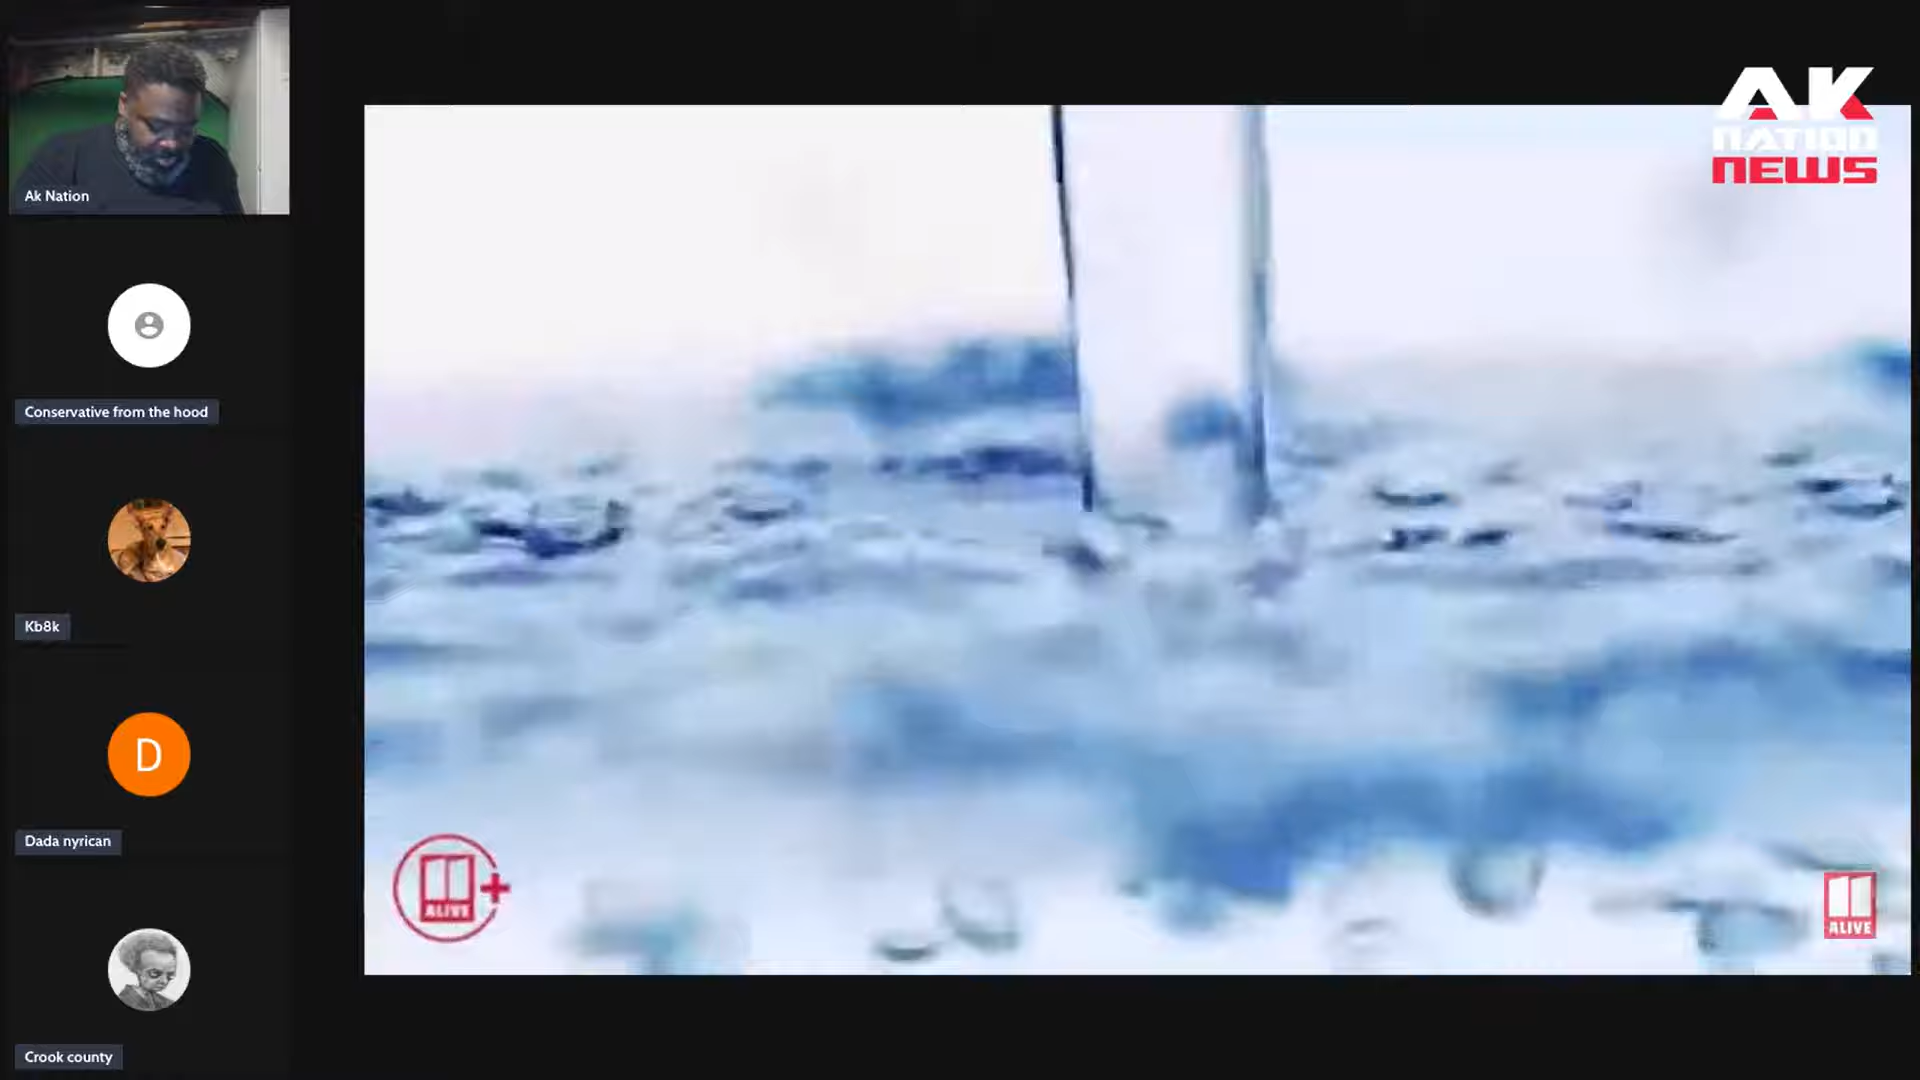 Ak Nation
Conservative from the hood
Kb8k
D
Dada nyrican
Crook county
AK
NATION
NEWS
ALIVE
ALIVE